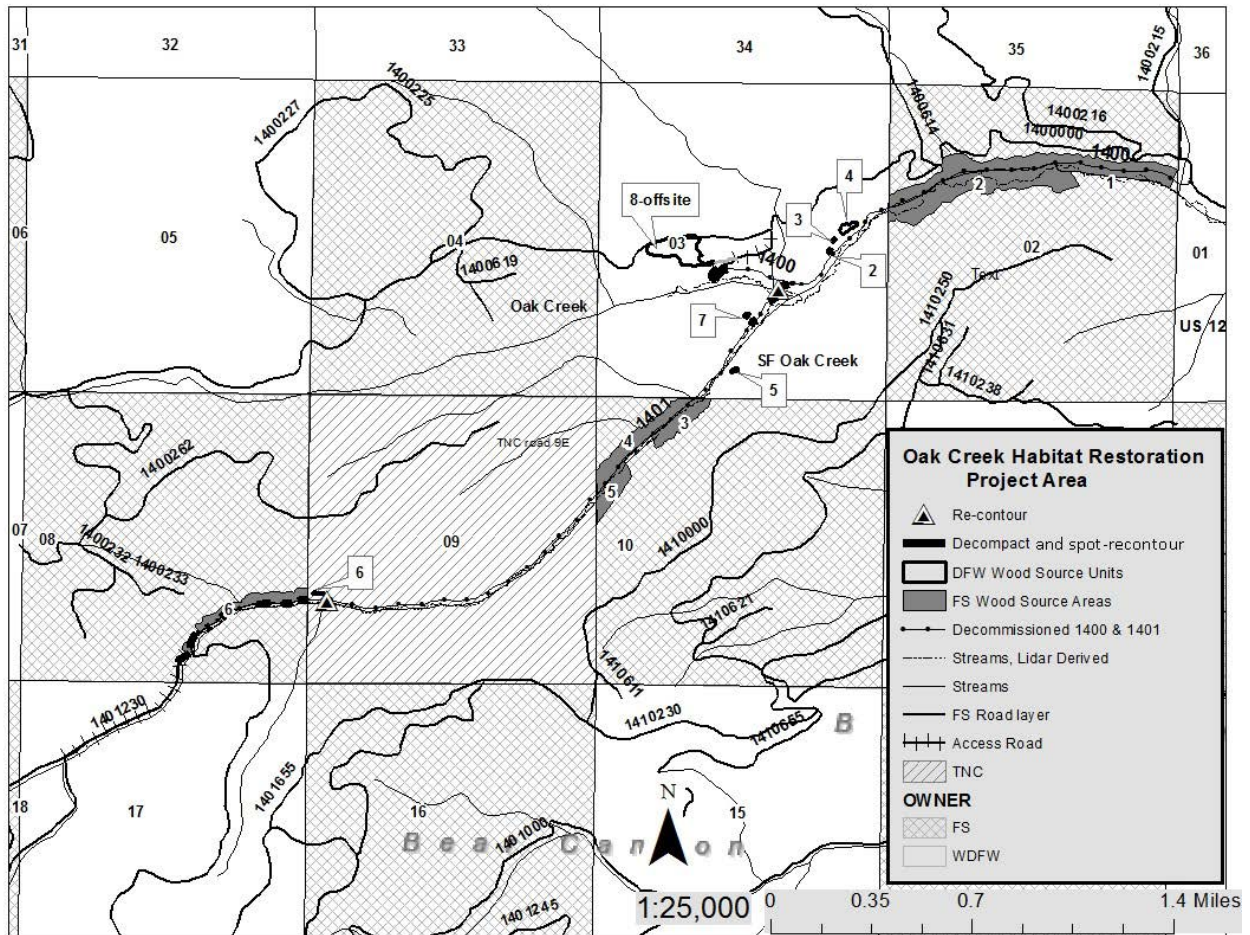 31
32
33
34
35
36
1400215
1400225
1400227
1400614
1400216
1400000
1400
4
2
1
8-offsite
3
06
05
04
03
02
01
1400
2
1400619
Text
1410250
Oak Creek
7
US 12
SF Oak Creek
1410631
5
1410238
1401
3
TNC road 9E
4
1400262
5
07
08
09
10
1410000
1400232
1400233
6
6
1410621
1410611
1401230
1410230
1410665
B
1401655
18
17
16
15
N
Bear Canyon
1401000
1401245
Oak Creek Habitat Restoration
Project Area
Re-contour
Decompact and spot-recontour
DFW Wood Source Units
FS Wood Source Areas
Decommissioned 1400 & 1401
Streams, Lidar Derived
Streams
FS Road layer
Access Road
TNC
OWNER
FS
WDFW
1:25,000
0 0.35 0.7 1.4 Miles